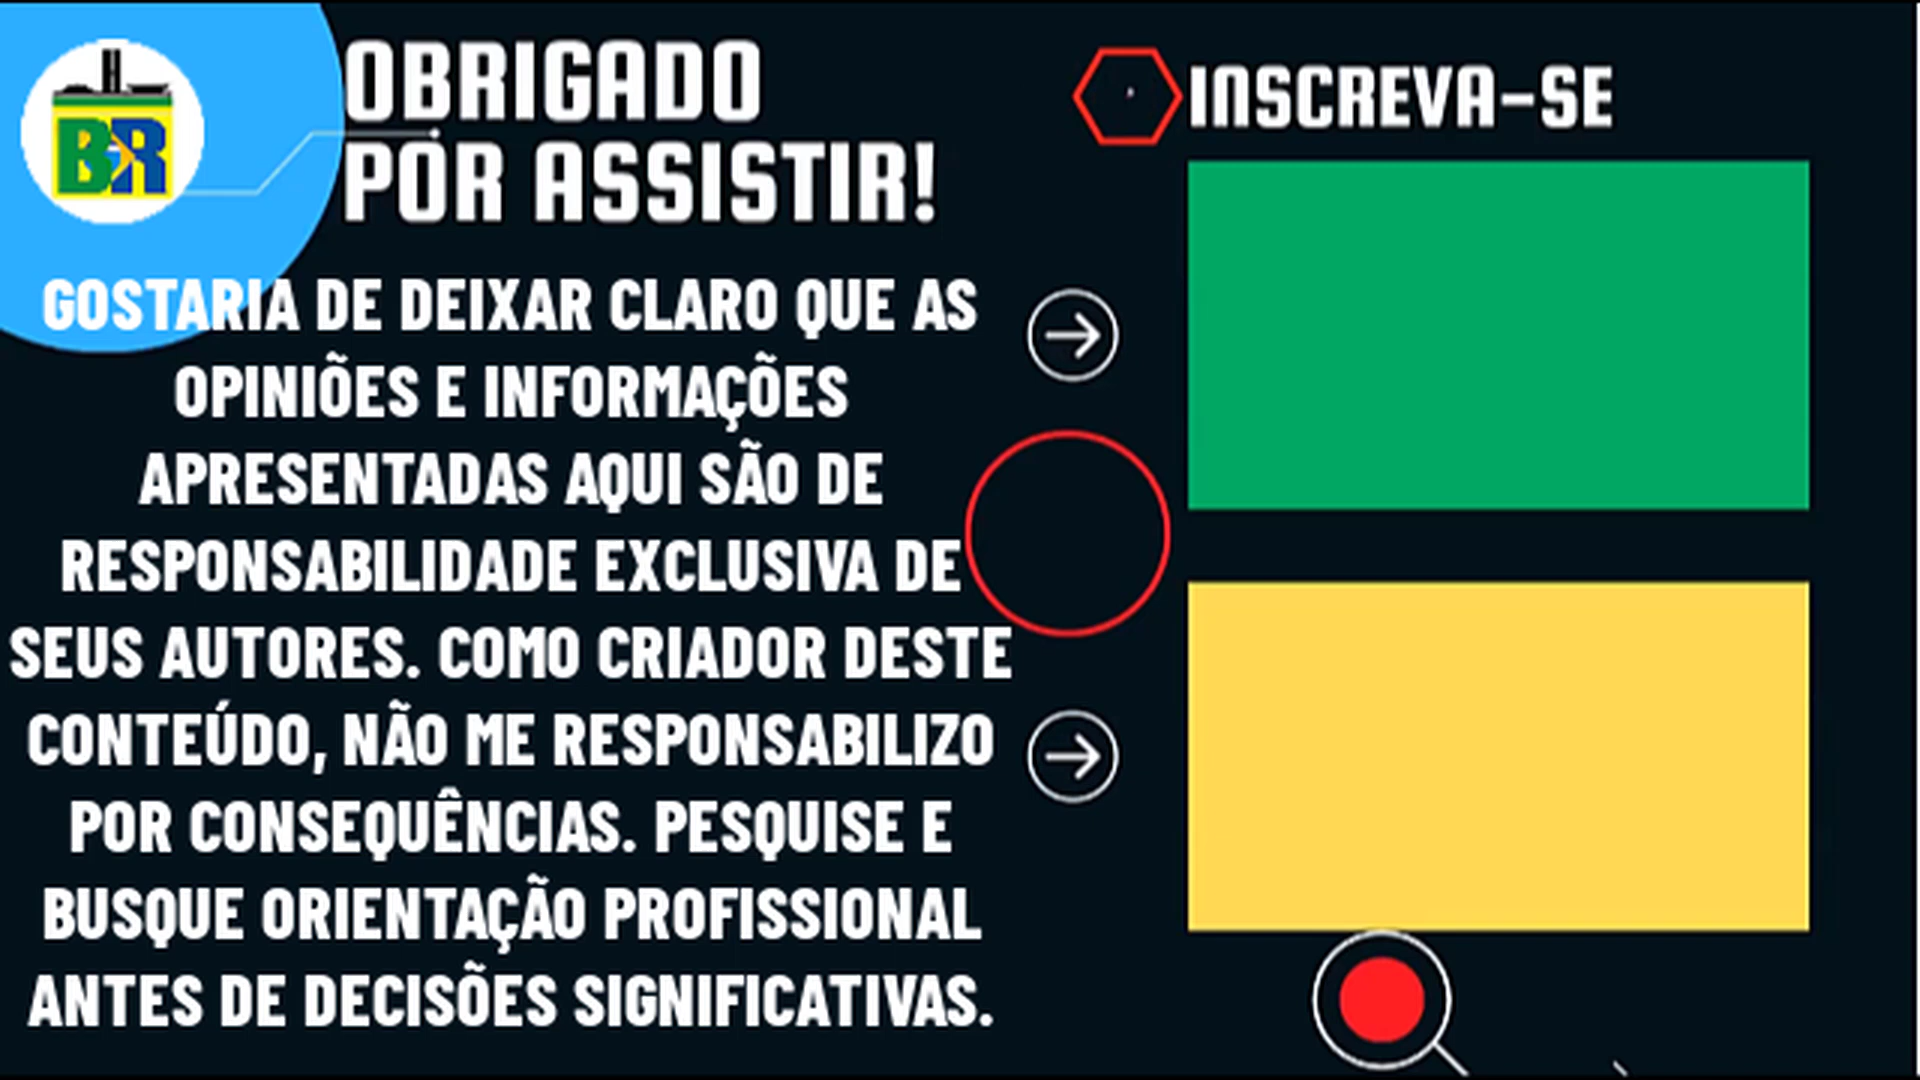 BR
OBRIGADO
POR ASSISTIR!
INSCREVA-SE
GOSTARIA DE DEIXAR CLARO QUE AS
OPINIÕES E INFORMAÇÕES
APRESENTADAS AQUI SÃO DE
RESPONSABILIDADE EXCLUSIVA DE
SEUS AUTORES. COMO CRIADOR DESTE
CONTEÚDO, NÃO ME RESPONSABILIZO
POR CONSEQUÊNCIAS. PESQUISE E
BUSQUE ORIENTAÇÃO PROFISSIONAL
ANTES DE DECISÕES SIGNIFICATIVAS.